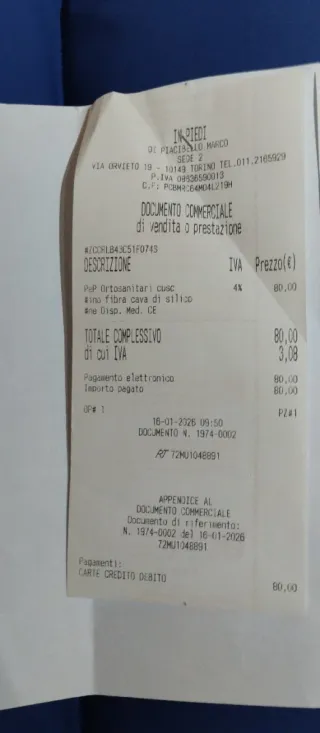 IN PIEDI
DI PIACIBELLO MARCO
SEDE 2
VIA ORVIETO 19 - 10149 TORINO TEL.011.2165929
P.IVA 09636590013
C.F: PCBMRC64M04L219H
DOCUMENTO COMMERCIALE
di vendita o prestazione
#ICCRLB43C51F0743
DESCRIZIONE IVA Prezzo(€)
PeP Ortosanitari cusc 4% 80,00
#ino fibra cava di silico
#ne Disp. Med. CE
TOTALE COMPLESSIVO 80,00
di cui IVA 3,08
Pagamento elettronico 80,00
Importo pagato 80,00
OP# 1 PZ#1
16-01-2026 09:50
DOCUMENTO N. 1974-0002
RT 72MU1048891
APPENDICE AL
DOCUMENTO COMMERCIALE
Documento di riferimento:
N. 1974-0002 del 16-01-2026
72MU1048891
Pagamenti:
CARTE CREDITO DEBITO 80,00